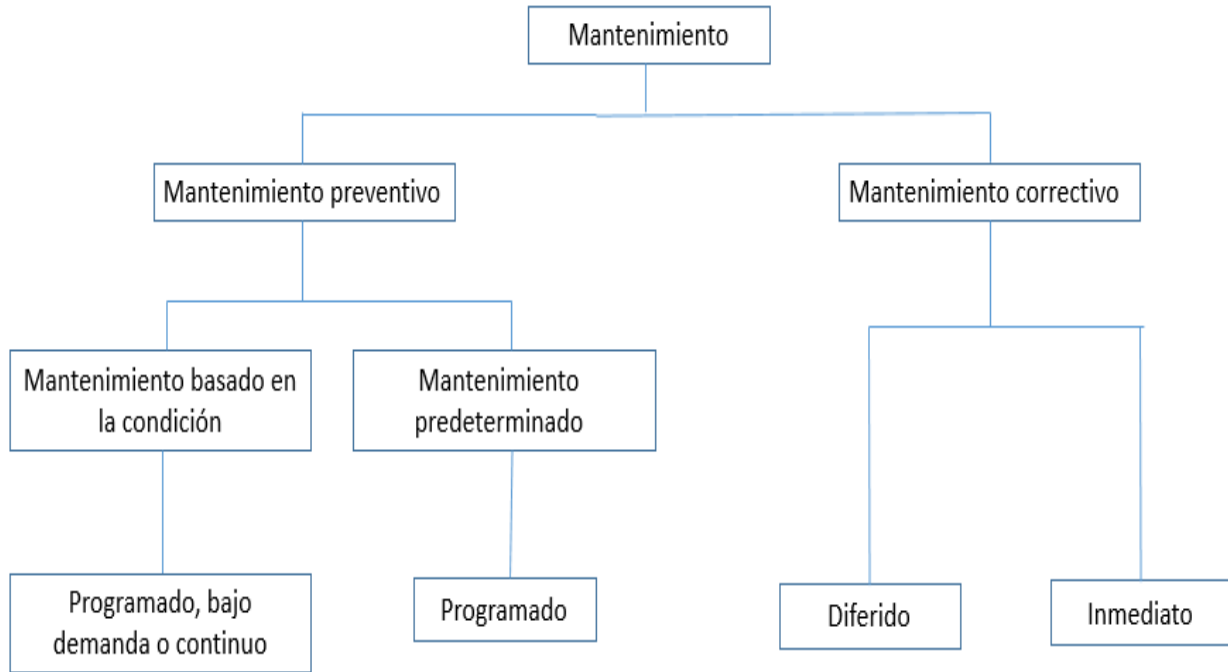 Mantenimiento
Mantenimiento preventivo
Mantenimiento correctivo
Mantenimiento basado en
la condición
Mantenimiento
predeterminado
Programado, bajo
demanda o continuo
Programado
Diferido
Inmediato